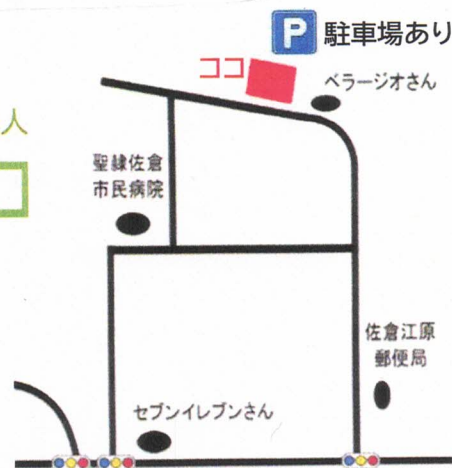 P 駐車場あり
ココ
ベラージオさん
人
聖隷佐倉
市民病院
佐倉江原
郵便局
セブンイレブンさん